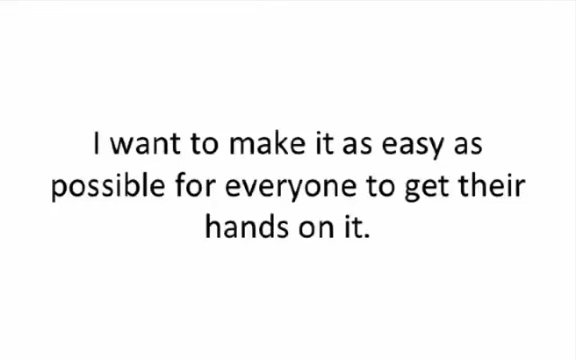 I want to make it as easy as
possible for everyone to get their
hands on it.